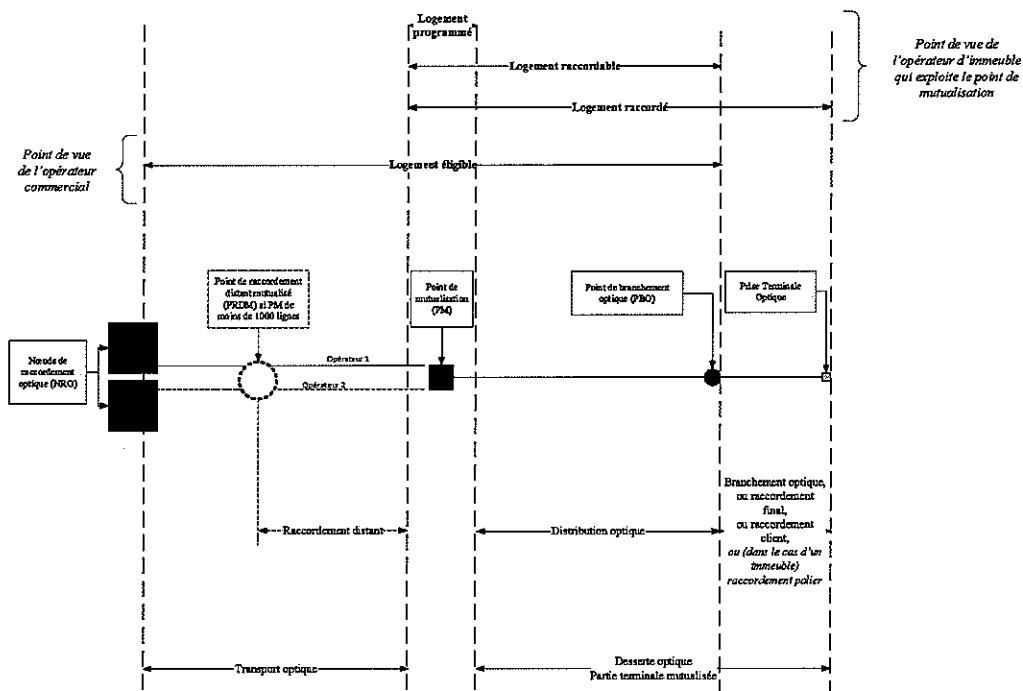 Logement
programmé
Point de vue de
l'opérateur d'immeuble
qui exploite le point de
mutualisation
Logement raccordable
Logement raccordé
Point de vue
de l'opérateur
commercial
Logement éligible
Point de raccordement
distant mutualisé
(PRDM) si PM de
moins de 1000 lignes
Point de
mutualisation
(PM)
Point de branchement
optique (PBO)
Prise Terminale
Optique
Nœuds de
raccordement
optique (NRO)
Opérateur 1
Opérateur 2
Branchement optique,
ou raccordement
final,
ou raccordement
client,
ou (dans le cas d'un
immeuble)
raccordement palier
Raccordement distant
Distribution optique
Transport optique
Desserte optique
Partie terminale mutualisée